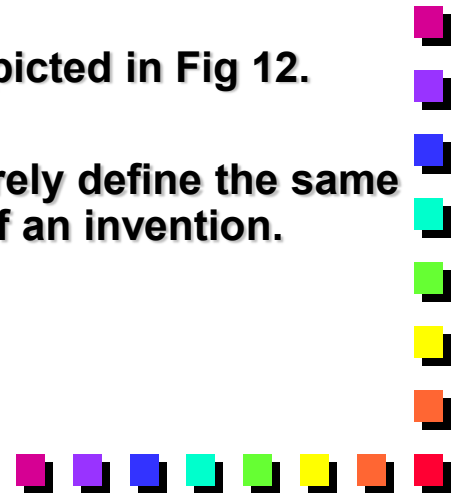 picted in Fig 12.
rely define the same
f an invention.